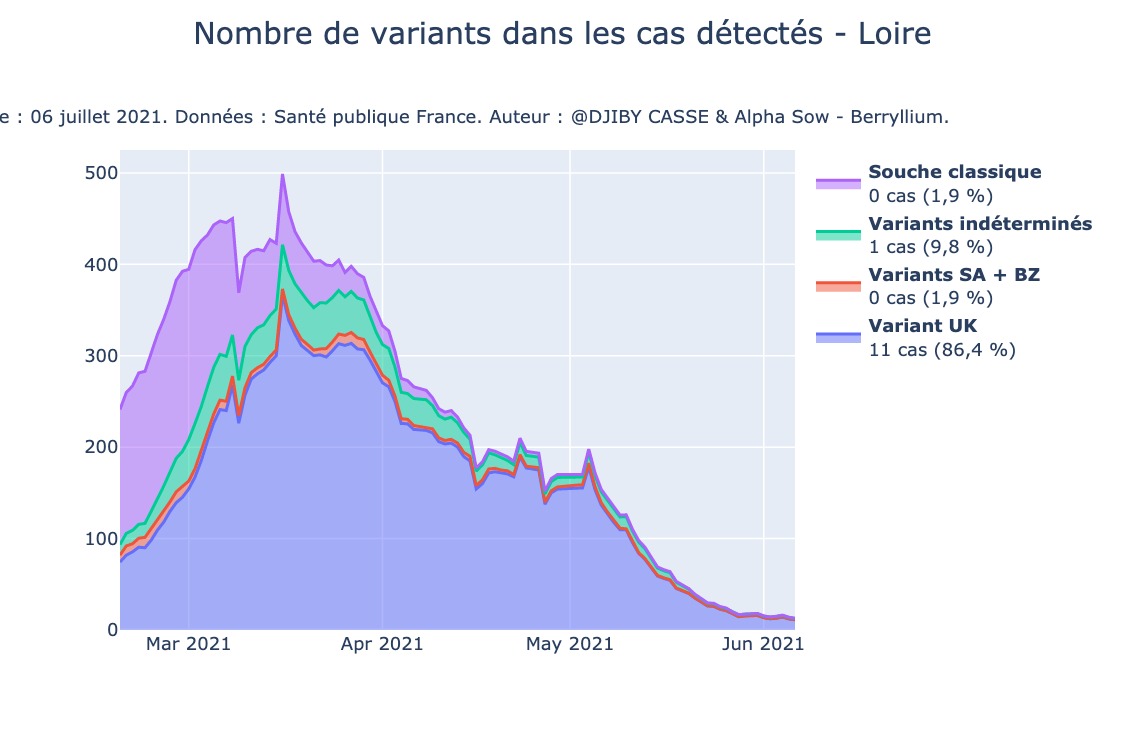 Nombre de variants dans les cas détectés - Loire
e : 06 juillet 2021. Données : Santé publique France. Auteur : @DJIBY CASSE & Alpha Sow - Berryllium.
500
400
300
200
100
0
Mar 2021
Apr 2021
May 2021
Jun 2021
Souche classique
0 cas (1,9 %)
Variants indéterminés
1 cas (9,8 %)
Variants SA + BZ
0 cas (1,9 %)
Variant UK
11 cas (86,4 %)